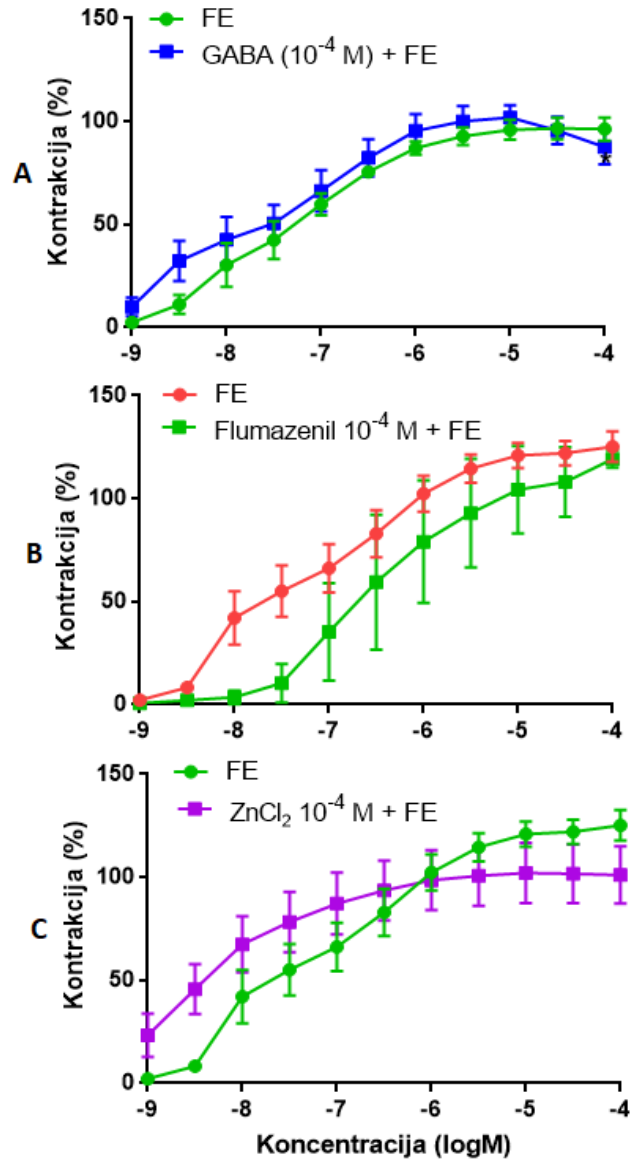 150
FE
GABA (10⁻⁴ M) + FE
100
A
Kontrakcija (%)
50
0
-9 -8 -7 -6 -5 -4
*
150
FE
Flumazenil 10⁻⁴ M + FE
100
B
Kontrakcija (%)
50
0
-9 -8 -7 -6 -5 -4
150
FE
ZnCl₂ 10⁻⁴ M + FE
100
C
Kontrakcija (%)
50
0
-9 -8 -7 -6 -5 -4
Koncentracija (logM)